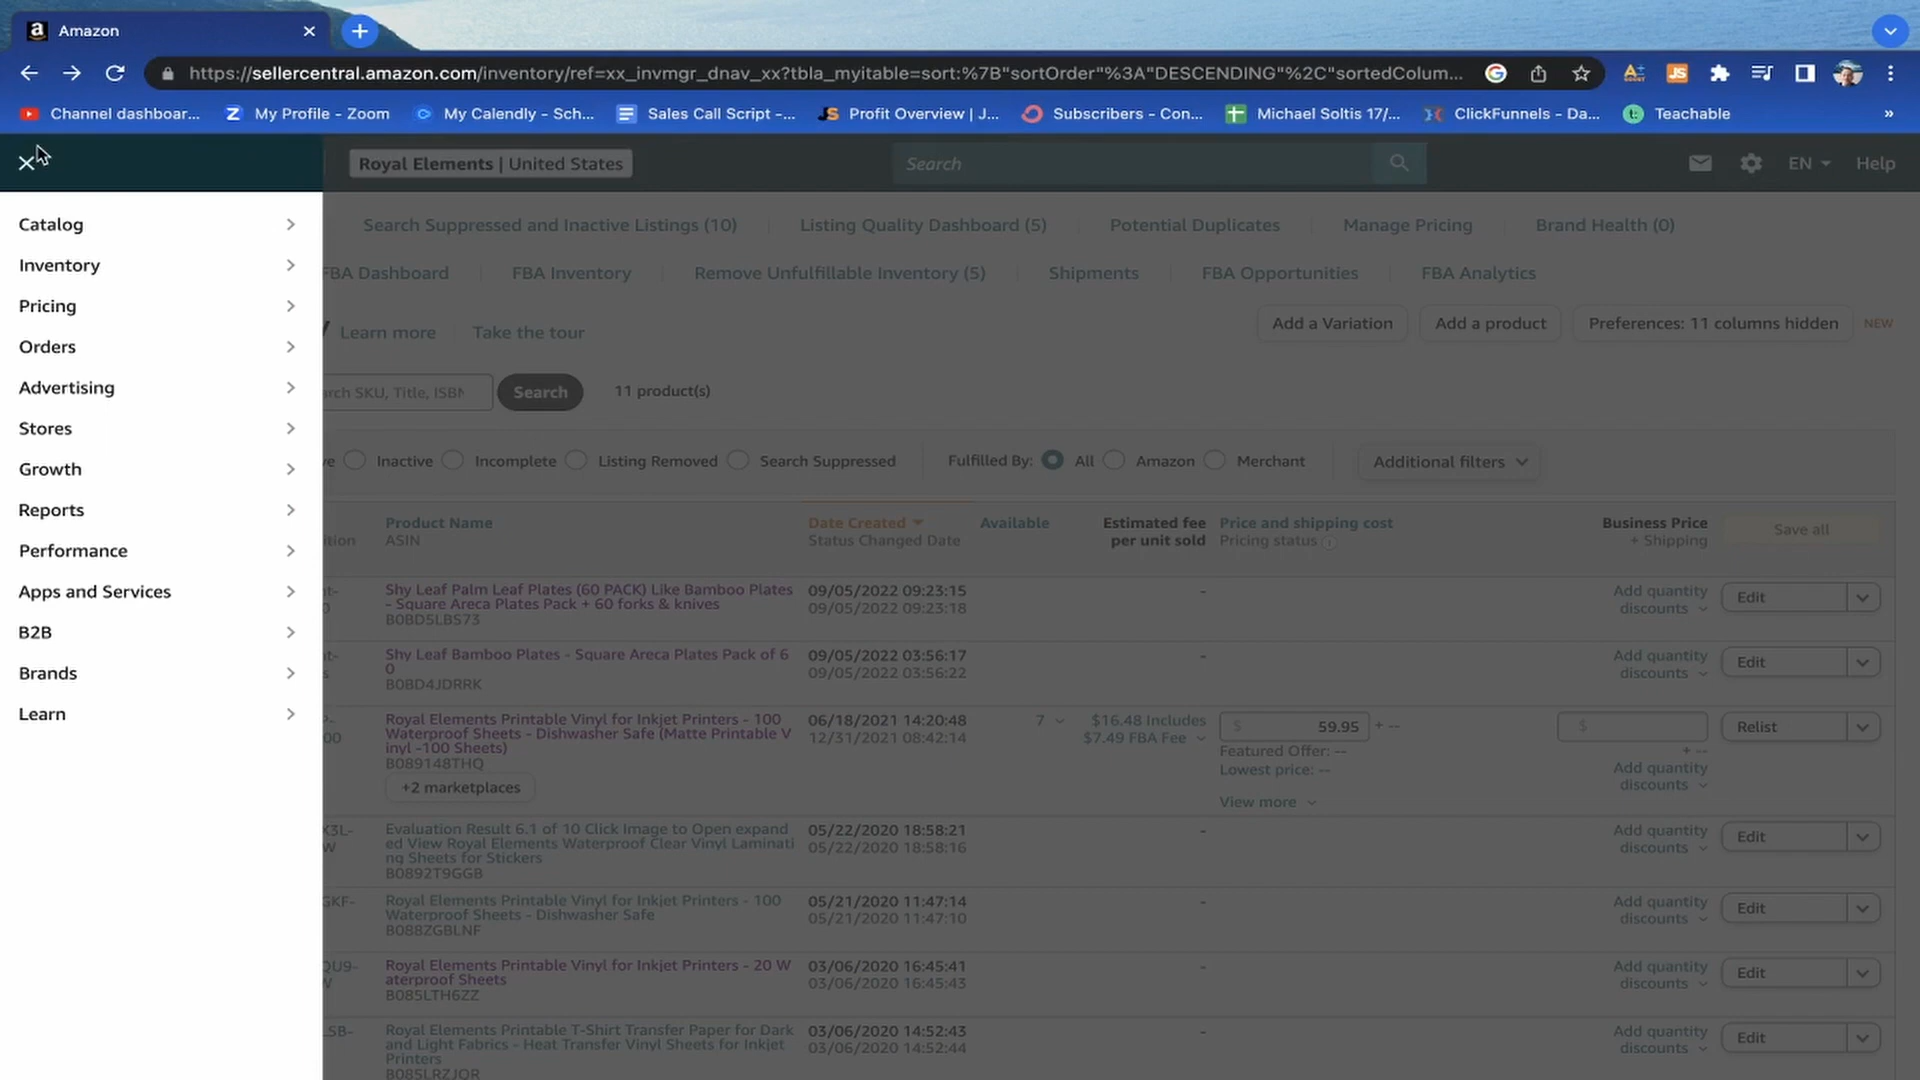 Amazon
https://sellercentral.amazon.com/inventory/ref=xx_invmgr_dnav_xx?tbla_myitable=sort:%7B"sortOrder"%3A"DESCENDING"%2C"sortedColum...
Channel dashboar... My Profile - Zoom My Calendly - Sch... Sales Call Script -... Profit Overview | J... Subscribers - Con... Michael Soltis 17/... ClickFunnels - Da... Teachable »
Royal Elements | United States Search EN Help
Catalog
Inventory
Pricing
Orders
Advertising
Stores
Growth
Reports
Performance
Apps and Services
B2B
Brands
Learn
Search Suppressed and Inactive Listings (10) Listing Quality Dashboard (5) Potential Duplicates Manage Pricing Brand Health (0)
FBA Dashboard FBA Inventory Remove Unfulfillable Inventory (5) Shipments FBA Opportunities FBA Analytics
Learn more Take the tour Add a Variation Add a product Preferences: 11 columns hidden NEW
rch SKU, Title, ISBN Search 11 product(s)
ve Inactive Incomplete Listing Removed Search Suppressed Fulfilled By: All Amazon Merchant Additional filters
Product Name Date Created Available Estimated fee Price and shipping cost Business Price Save all
ition ASIN Status Changed Date per unit sold Pricing status + Shipping
Shy Leaf Palm Leaf Plates (60 PACK) Like Bamboo Plates 09/05/2022 09:23:15 - Add quantity Edit
- Square Areca Plates Pack + 60 forks & knives 09/05/2022 09:23:18 discounts
B0BD5LBS73
Shy Leaf Bamboo Plates - Square Areca Plates Pack of 6 09/05/2022 03:56:17 - Add quantity Edit
0 09/05/2022 03:56:22 discounts
B0BD4JDRRK
Royal Elements Printable Vinyl for Inkjet Printers - 100 06/18/2021 14:20:48 7 $16.48 Includes $ 59.95 + -- $ Relist
Waterproof Sheets - Dishwasher Safe (Matte Printable V 12/31/2021 08:42:14 $7.49 FBA Fee
inyl -100 Sheets) Featured Offer: -- + --
B089148THQ Lowest price: -- Add quantity
+2 marketplaces discounts
View more
Evaluation Result 6.1 of 10 Click Image to Open expand 05/22/2020 18:58:21 - Add quantity Edit
ed View Royal Elements Waterproof Clear Vinyl Laminati 05/22/2020 18:58:16 discounts
ng Sheets for Stickers
B0892T9GGB
Royal Elements Printable Vinyl for Inkjet Printers - 100 05/21/2020 11:47:14 - Add quantity Edit
Waterproof Sheets - Dishwasher Safe 05/21/2020 11:47:10 discounts
B088ZGBLNF
Royal Elements Printable Vinyl for Inkjet Printers - 20 W 03/06/2020 16:45:41 - Add quantity Edit
aterproof Sheets 03/06/2020 16:45:43 discounts
B085LTH6ZZ
Royal Elements Printable T-Shirt Transfer Paper for Dark 03/06/2020 14:52:43 - Add quantity Edit
and Light Fabrics - Heat Transfer Vinyl Sheets for Inkjet 03/06/2020 14:52:44 discounts
Printers
B085LRZJQR